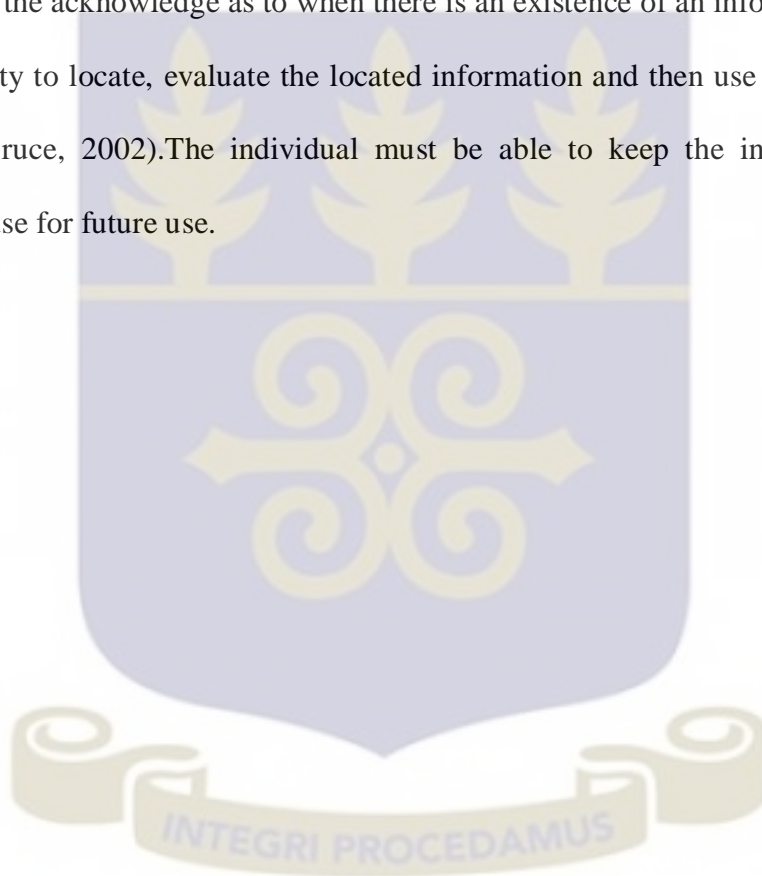 the acknowledge as to when there is an existence of an info
ty to locate, evaluate the located information and then use
ruce, 2002).The individual must be able to keep the in
se for future use.
INTEGRI PROCEDAMUS